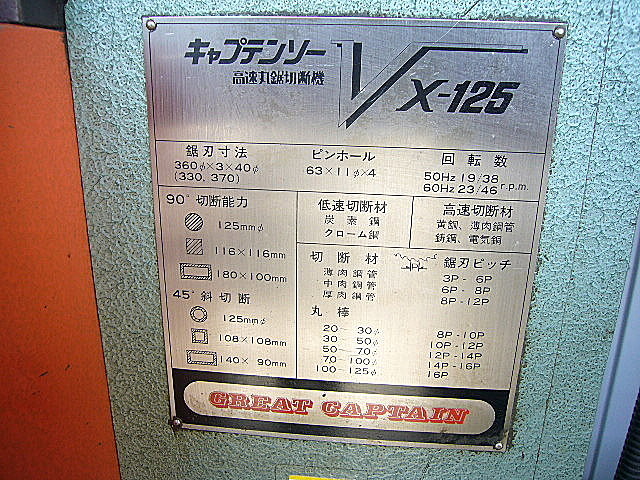 キャプテンソー
高速丸鋸切断機
VX-125
鋸刃寸法
360φ×3×40φ
(330, 370)
ピンホール
63×11φ×4
回転数
50Hz 19/38
60Hz 23/46 r.p.m.
90° 切断能力
125mmφ
116×116mm
180×100mm
45° 斜切断
125mmφ
108×108mm
140× 90mm
低速切断材
炭素鋼
クローム鋼
高速切断材
黄銅、薄肉鋼管
鋳鋼、電気銅
切断材 鋸刃ピッチ
薄肉鋼管 3P - 6P
中肉鋼管 6P - 8P
厚肉鋼管 8P - 12P
丸棒
20 - 30φ 8P - 10P
30 - 50φ 10P - 12P
50 - 70φ 12P - 14P
70 - 100φ 14P - 16P
100 - 125φ 16P
GREAT CAPTAIN